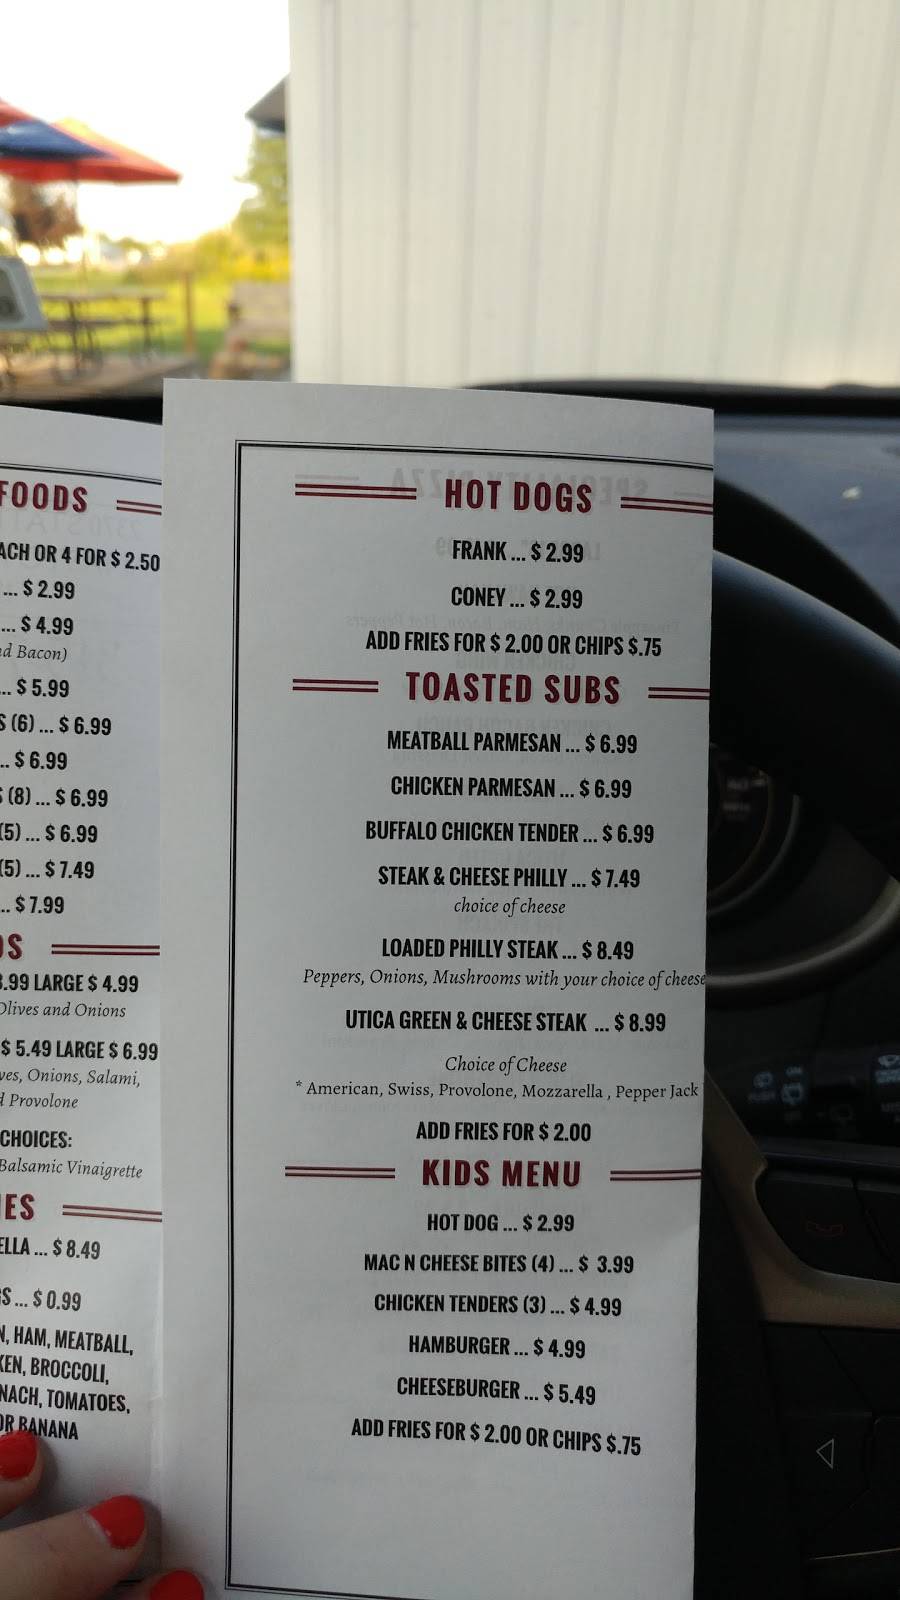 FOODS
ACH OR 4 FOR $ 2.50
... $ 2.99
... $ 4.99
Bacon)
... $ 5.99
(6) ... $ 6.99
.. $ 6.99
(8) ... $ 6.99
(5) ... $ 6.99
(5) ... $ 7.49
.. $ 7.99
.99 LARGE $ 4.99
Olives and Onions
$ 5.49 LARGE $ 6.99
ves, Onions, Salami,
Provolone
CHOICES:
Balsamic Vinaigrette
ES
ELLA ... $ 8.49
S ... $ 0.99
N, HAM, MEATBALL,
KEN, BROCCOLI,
NACH, TOMATOES,
OR BANANA
HOT DOGS
FRANK ... $ 2.99
CONEY ... $ 2.99
ADD FRIES FOR $ 2.00 OR CHIPS $.75
TOASTED SUBS
MEATBALL PARMESAN ... $ 6.99
CHICKEN PARMESAN ... $ 6.99
BUFFALO CHICKEN TENDER ... $ 6.99
STEAK & CHEESE PHILLY ... $ 7.49
choice of cheese
LOADED PHILLY STEAK ... $ 8.49
Peppers, Onions, Mushrooms with your choice of cheese
UTICA GREEN & CHEESE STEAK ... $ 8.99
Choice of Cheese
* American, Swiss, Provolone, Mozzarella , Pepper Jack
ADD FRIES FOR $ 2.00
KIDS MENU
HOT DOG ... $ 2.99
MAC N CHEESE BITES (4) ... $ 3.99
CHICKEN TENDERS (3) ... $ 4.99
HAMBURGER ... $ 4.99
CHEESEBURGER ... $ 5.49
ADD FRIES FOR $ 2.00 OR CHIPS $.75